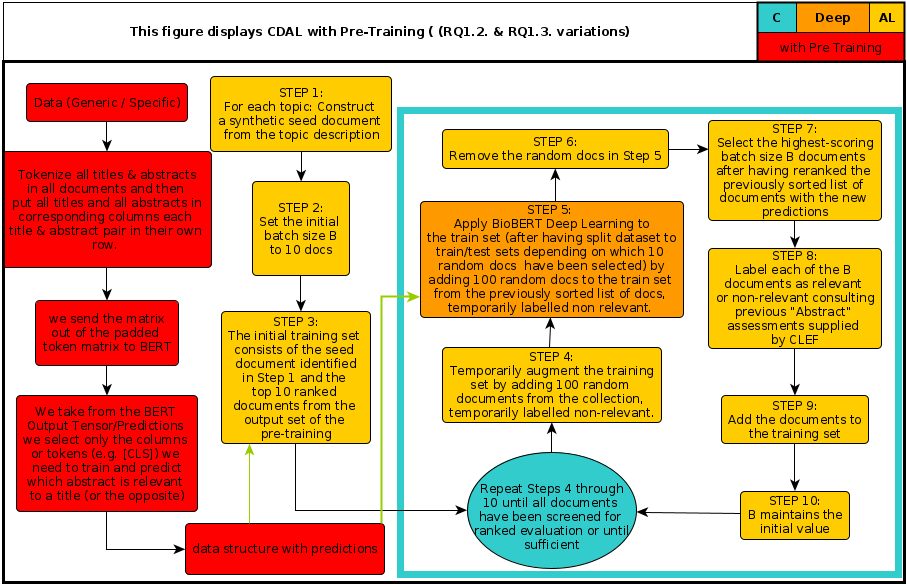 This figure displays CDAL with Pre-Training ( (RQ1.2. & RQ1.3. variations)
C
Deep
AL
with Pre Training
Data (Generic / Specific)
Tokenize all titles & abstracts
in all documents and then
put all titles and all abstracts in
corresponding columns each
title & abstract pair in their own
row.
we send the matrix
out of the padded
token matrix to BERT
We take from the BERT
Output Tensor/Predictions
we select only the columns
or tokens (e.g. [CLS]) we
need to train and predict
which abstract is relevant
to a title (or the opposite)
data structure with predictions
STEP 1:
For each topic: Construct
a synthetic seed document
from the topic description
STEP 2:
Set the initial
batch size B
to 10 docs
STEP 3:
The initial training set
consists of the seed
document identified
in Step 1 and the
top 10 ranked
documents from the
output set of the
pre-training
Repeat Steps 4 through
10 until all documents
have been screened for
ranked evaluation or until
sufficient
STEP 4:
Temporarily augment the training
set by adding 100 random
documents from the collection,
temporarily labelled non-relevant.
STEP 5:
Apply BioBERT Deep Learning to
the train set (after having split dataset to
train/test sets depending on which 10
random docs have been selected) by
adding 100 random docs to the train set
from the previously sorted list of docs,
temporarily labelled non relevant.
STEP 6:
Remove the random docs in Step 5
STEP 7:
Select the highest-scoring
batch size B documents
after having reranked the
previously sorted list of
documents with the new
predictions
STEP 8:
Label each of the B
documents as relevant
or non-relevant consulting
previous "Abstract"
assessments supplied
by CLEF
STEP 9:
Add the documents to
the training set
STEP 10:
B maintains the
initial value